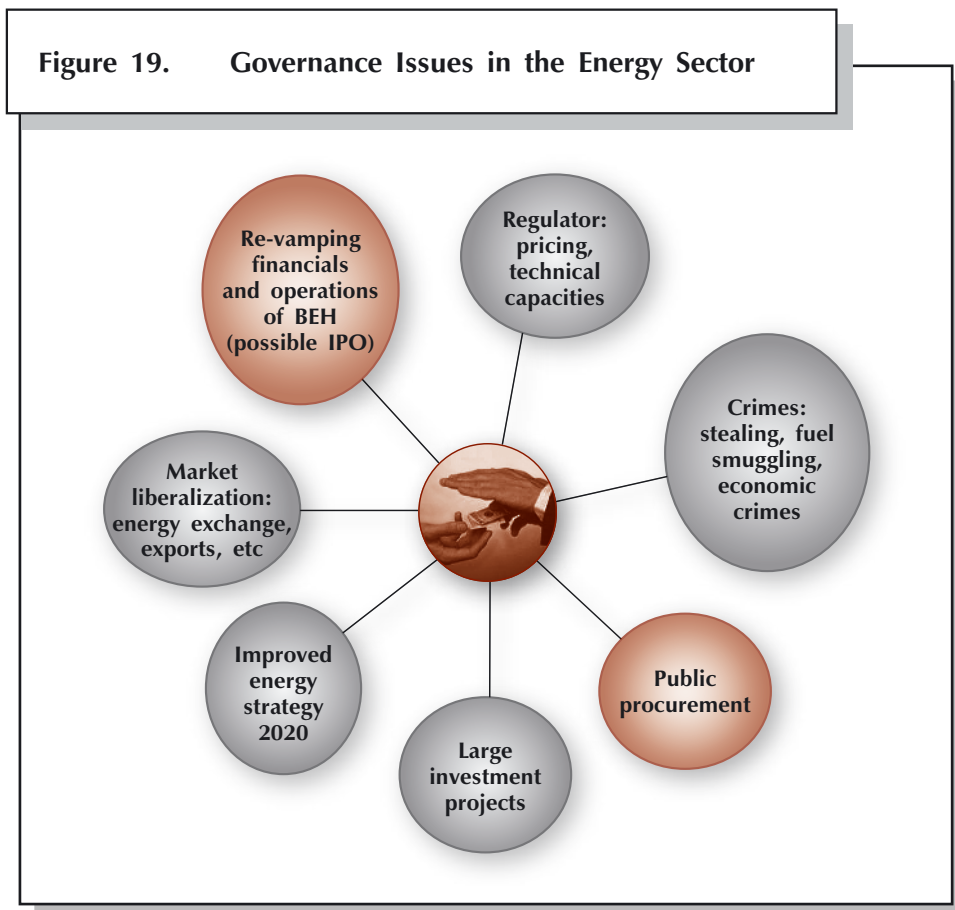 Figure 19. Governance Issues in the Energy Sector
Re-vamping
financials
and operations
of BEH
(possible IPO)
Regulator:
pricing,
technical
capacities
Crimes:
stealing, fuel
smuggling,
economic
crimes
Market
liberalization:
energy exchange,
exports, etc
Improved
energy
strategy
2020
Large
investment
projects
Public
procurement